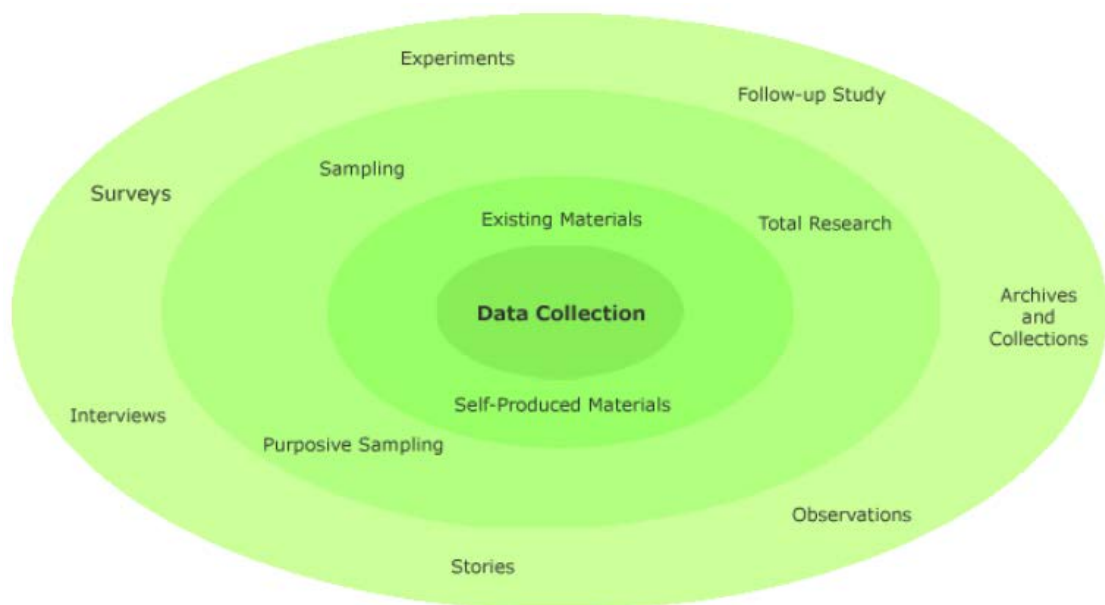 Experiments
Follow-up Study
Sampling
Surveys
Existing Materials
Total Research
Data Collection
Archives
and
Collections
Self-Produced Materials
Interviews
Purposive Sampling
Observations
Stories